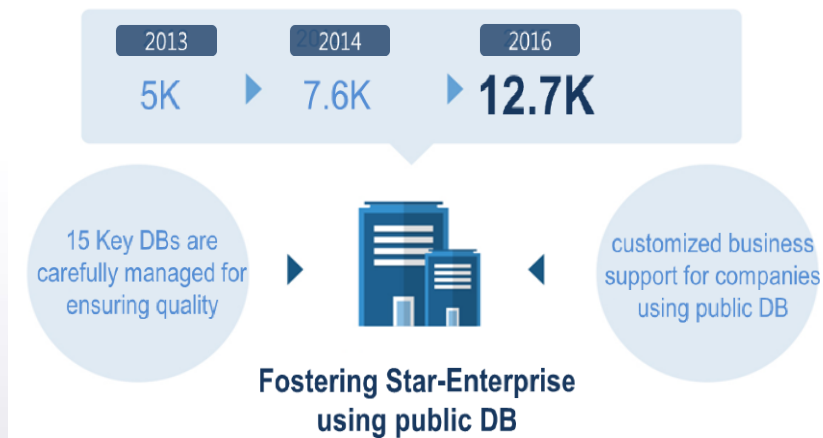 2013
2014
2016
5K
7.6K
12.7K
15 Key DBs are
carefully managed for
ensuring quality
customized business
support for companies
using public DB
Fostering Star-Enterprise
using public DB